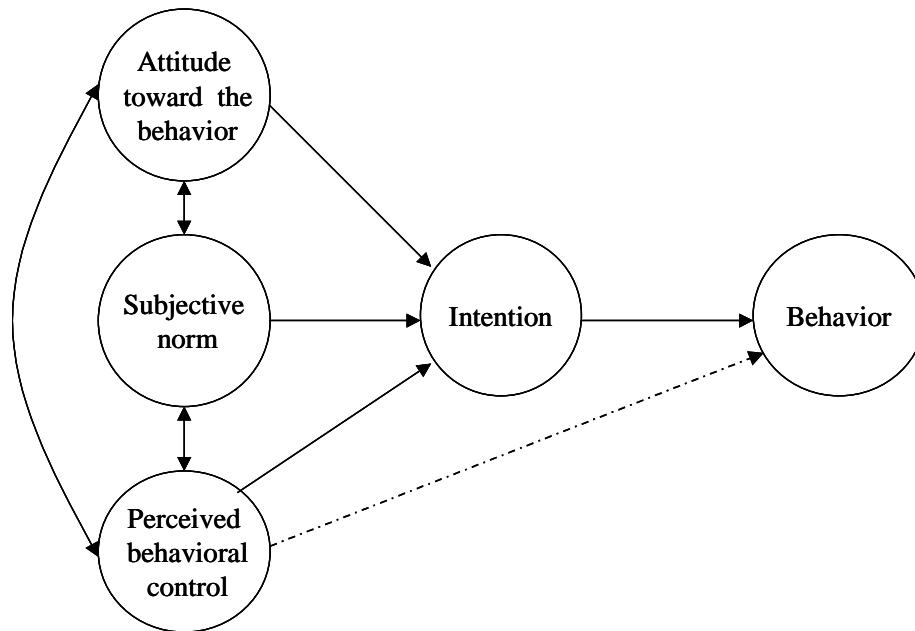 Attitude
toward the
behavior
Subjective
norm
Intention
Behavior
Perceived
behavioral
control